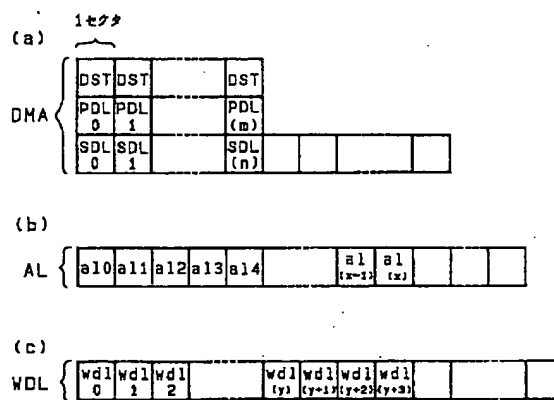 1セクタ
(a)
DST DST DST
DMA PDL 0 PDL 1 PDL (m)
SDL 0 SDL 1 SDL (n)
(b)
AL al0 al1 al2 al3 al4 al (x-1) al (x)
(c)
WDL wdl 0 wdl 1 wdl 2 wdl (y) wdl (y+1) wdl (y+2) wdl (y+3)